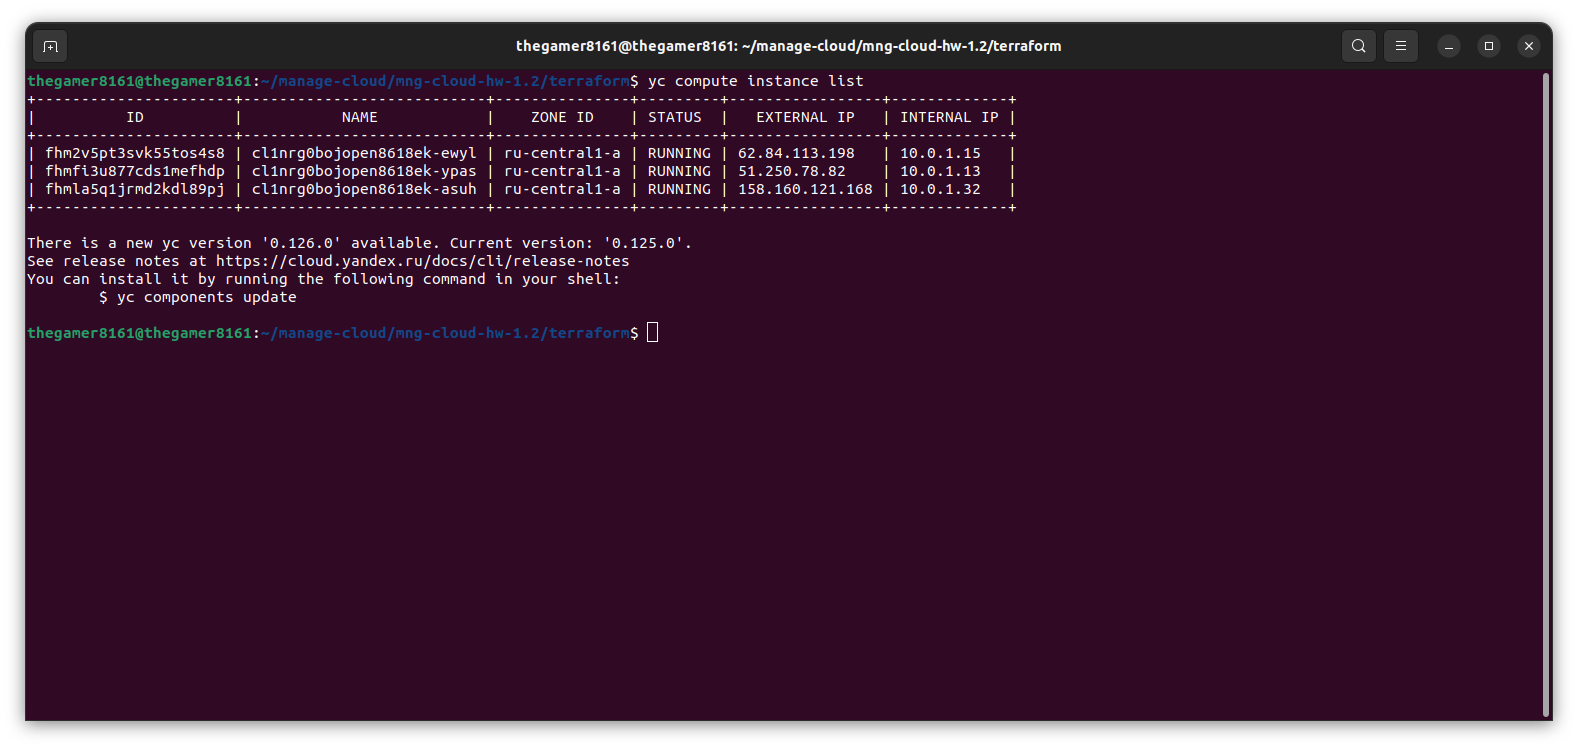 thegamer8161@thegamer8161: ~/manage-cloud/mng-cloud-hw-1.2/terraform
thegamer8161@thegamer8161:~/manage-cloud/mng-cloud-hw-1.2/terraform$ yc compute instance list
+----------------------+---------------------------+---------------+---------+-----------------+-------------+
|          ID          |           NAME            |    ZONE ID    | STATUS  |   EXTERNAL IP   | INTERNAL IP |
+----------------------+---------------------------+---------------+---------+-----------------+-------------+
| fhm2v5pt3svk55tos4s8 | cl1nrg0bojopen8618ek-ewyl | ru-central1-a | RUNNING | 62.84.113.198   | 10.0.1.15   |
| fhmfi3u877cds1mefhdp | cl1nrg0bojopen8618ek-ypas | ru-central1-a | RUNNING | 51.250.78.82    | 10.0.1.13   |
| fhmla5q1jrmd2kdl89pj | cl1nrg0bojopen8618ek-asuh | ru-central1-a | RUNNING | 158.160.121.168 | 10.0.1.32   |
+----------------------+---------------------------+---------------+---------+-----------------+-------------+
There is a new yc version '0.126.0' available. Current version: '0.125.0'.
See release notes at https://cloud.yandex.ru/docs/cli/release-notes
You can install it by running the following command in your shell:
        $ yc components update
thegamer8161@thegamer8161:~/manage-cloud/mng-cloud-hw-1.2/terraform$